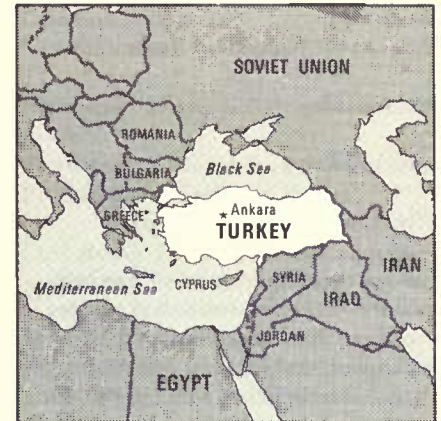 SOVIET UNION
ROMANIA
BULGARIA
Black Sea
GREECE
Ankara
TURKEY
Mediterranean Sea
CYPRUS
SYRIA
IRAN
IRAQ
JORDAN
EGYPT